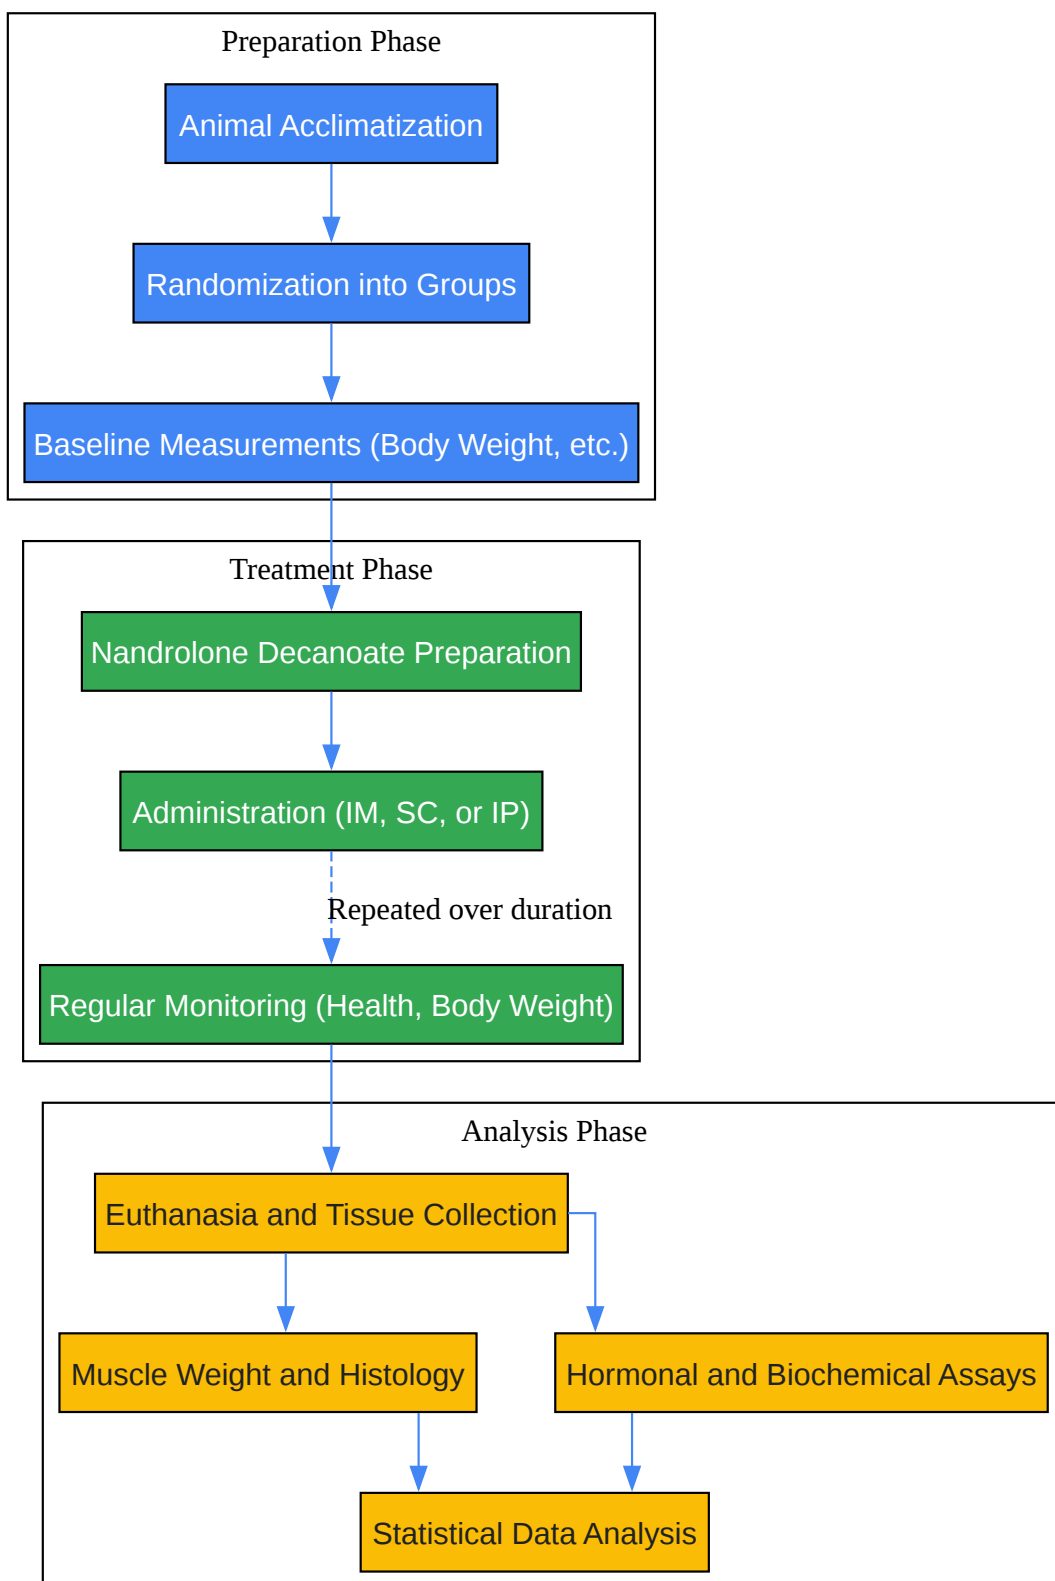 Preparation Phase
Animal Acclimatization
Randomization into Groups
Baseline Measurements (Body Weight, etc.)
Treatment Phase
Nandrolone Decanoate Preparation
Administration (IM, SC, or IP)
Repeated over duration
Regular Monitoring (Health, Body Weight)
Analysis Phase
Euthanasia and Tissue Collection
Muscle Weight and Histology
Hormonal and Biochemical Assays
Statistical Data Analysis